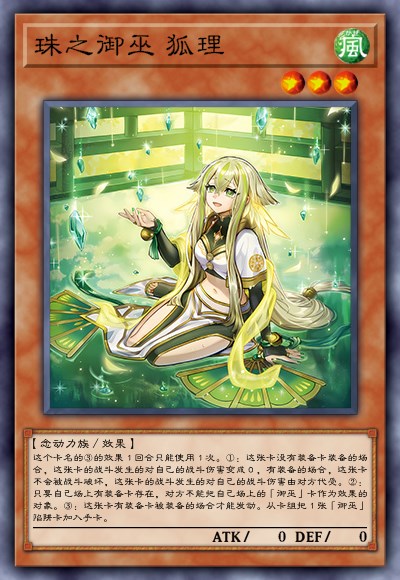 珠之御巫 狐理
風
【念动力族／效果】
这个卡名的③的效果1回合只能使用1次。①：这张卡没有装备卡装备的场
合，这张卡的战斗发生的对自己的战斗伤害变成0，有装备的场合，这张卡
不会被战斗破坏，这张卡的战斗发生的对自己的战斗伤害由对方代受。②：
只要自己场上有装备卡存在，对方不能把自己场上的「御巫」卡作为效果的
对象。③：这张卡有装备卡被装备的场合才能发动。从卡组把1张「御巫」
陷阱卡加入手卡。
ATK/ 0 DEF/ 0